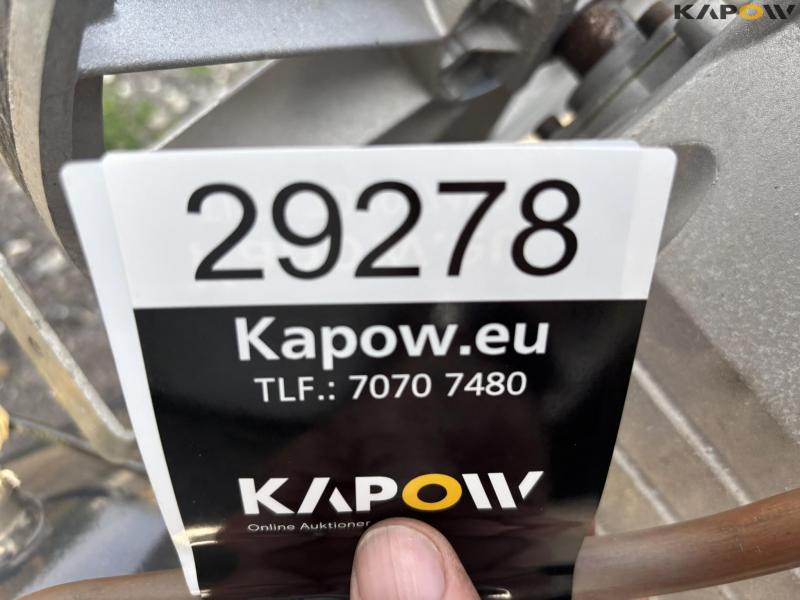 KAPOW
29278
Kapow.eu
TLF.: 7070 7480
KAPOW
Online Auktioner